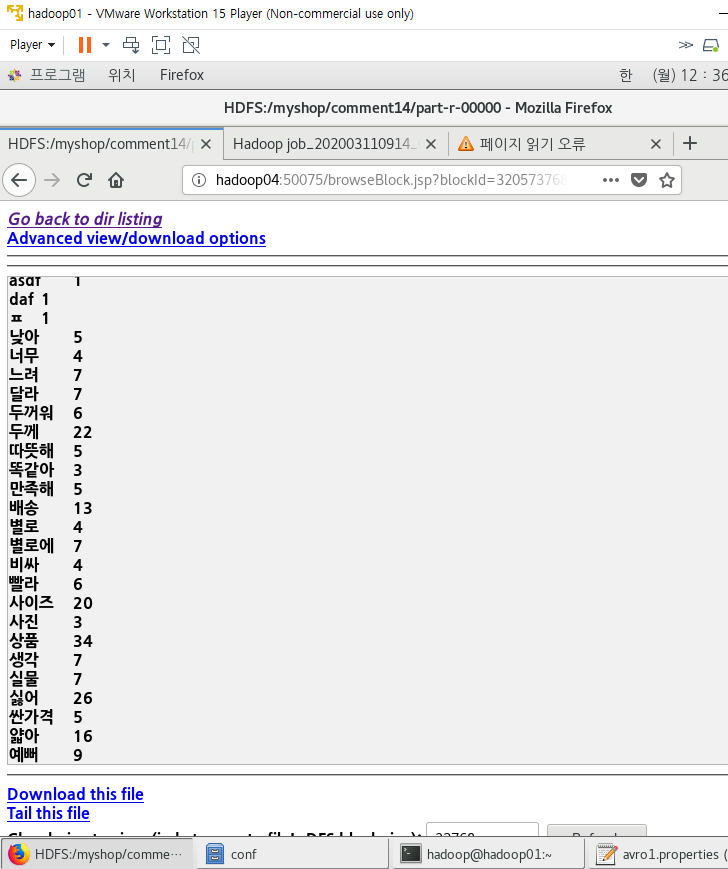 hadoop01 - VMware Workstation 15 Player (Non-commercial use only)
Player
프로그램 위치 Firefox 한 (월) 12 : 36
HDFS:/myshop/comment14/part-r-00000 - Mozilla Firefox
HDFS:/myshop/comment14/p Hadoop job_202003110914_ 페이지 읽기 오류
hadoop04:50075/browseBlock.jsp?blockId=320573768
Go back to dir listing
Advanced view/download options
asdf 1
daf 1
ㅍ 1
낮아 5
너무 4
느려 7
달라 7
두꺼워 6
두께 22
따뜻해 5
똑같아 3
만족해 5
배송 13
별로 4
별로에 7
비싸 4
빨라 6
사이즈 20
사진 3
상품 34
생각 7
실물 7
싫어 26
싼가격 5
얇아 16
예뻐 9
Download this file
Tail this file
HDFS:/myshop/comme… conf hadoop@hadoop01:~ avro1.properties (